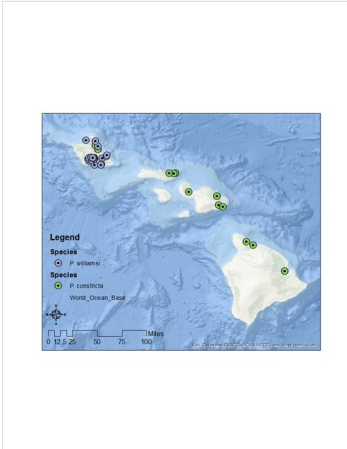 Legend
Species
P. williamsi
Species
P. constricta
World_Ocean_Base
Miles
0 12.5 25 50 75 100